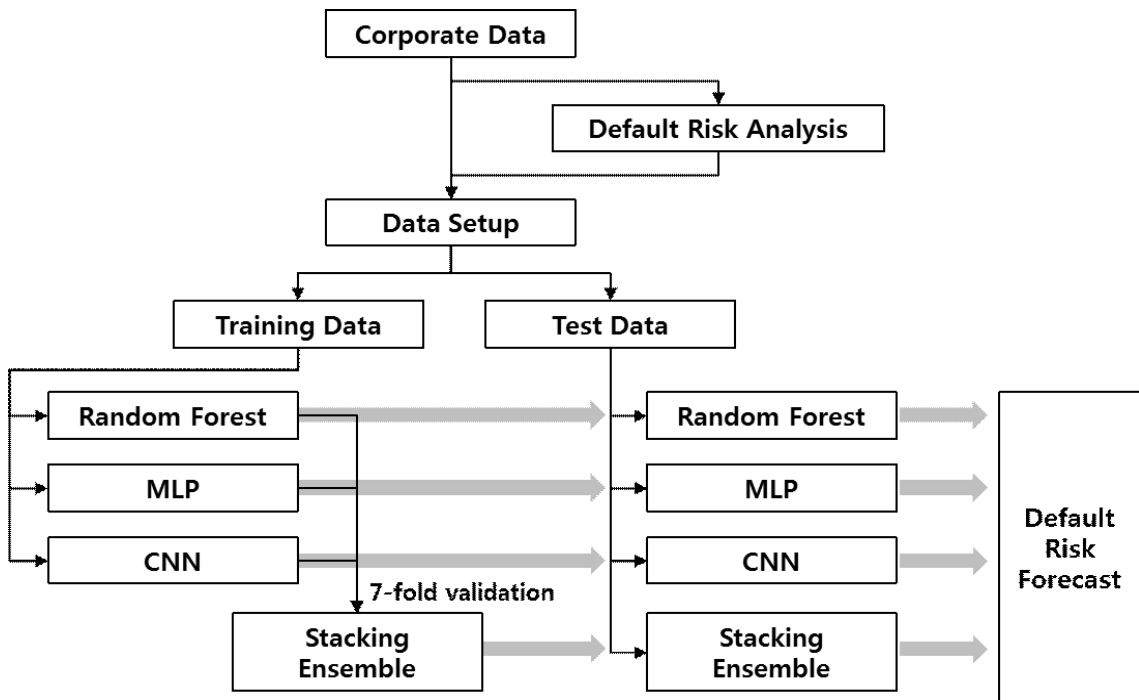 Corporate Data
Default Risk Analysis
Data Setup
Training Data
Test Data
Random Forest
Random Forest
MLP
MLP
CNN
CNN
Default
Risk
Forecast
7-fold validation
Stacking
Ensemble
Stacking
Ensemble